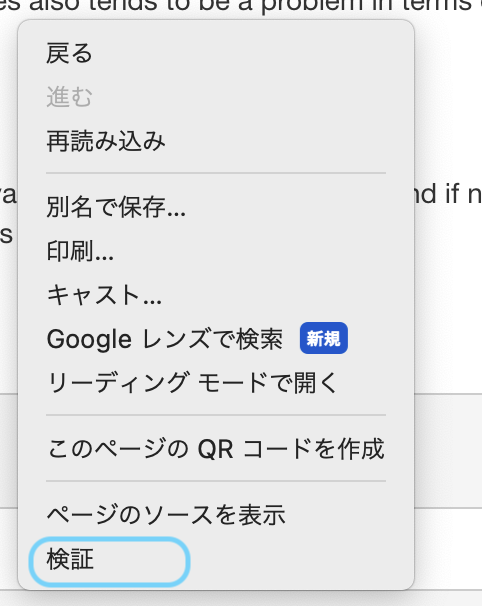 es also tends to be a problem in terms
戻る
進む
再読み込み
別名で保存...
nd if n
印刷...
キャスト...
Google レンズで検索 新規
リーディング モードで開く
このページの QR コードを作成
ページのソースを表示
検証